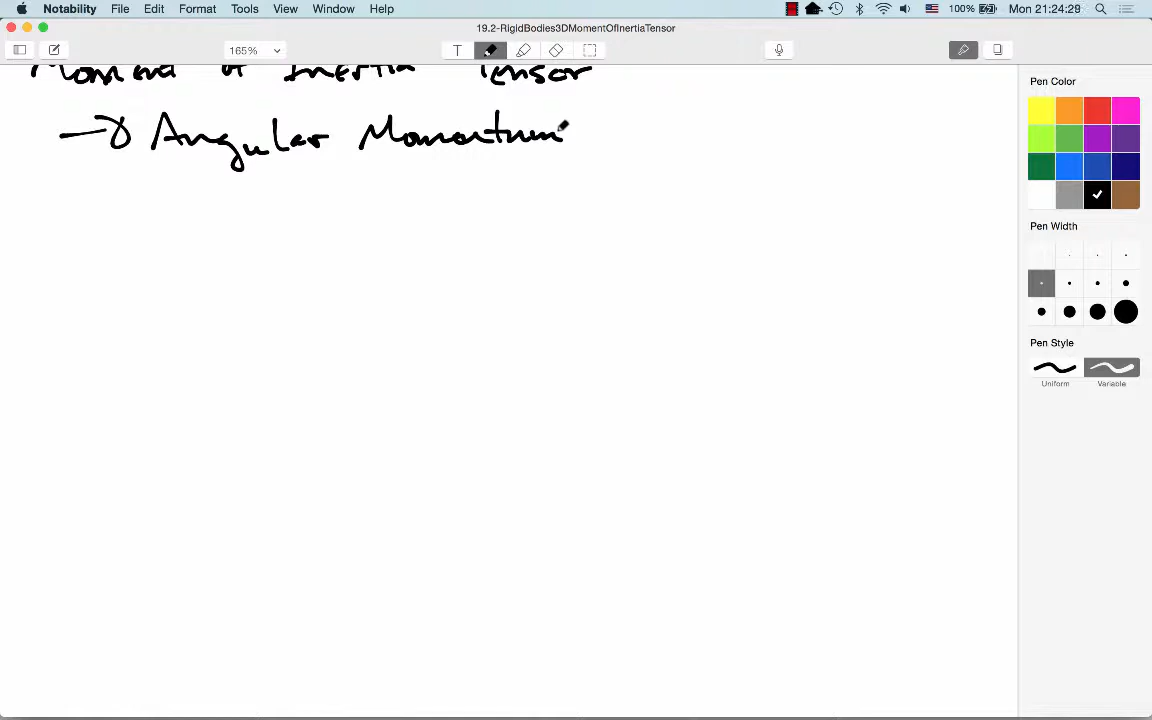 Notability File Edit Format Tools View Window Help 100% Mon 21:24:29
19.2-RigidBodies3DMomentOfInertiaTensor
165% T
Moment of Inertia Tensor
→ Angular Momentum
Pen Color
Pen Width
Pen Style
Uniform Variable